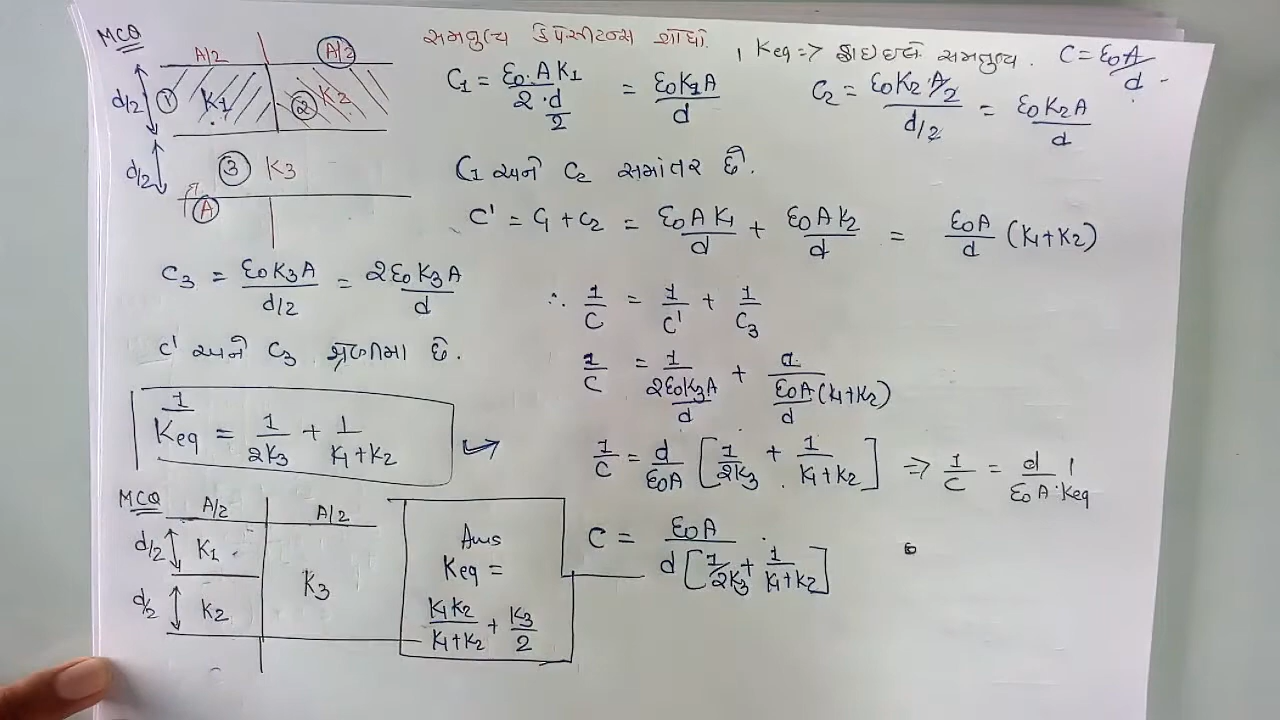 MCQ
A/2 A/2
d/2 ① K1 ② K2
d/2 ③ K3
A
સમતુલ્ય કેપેસીટન્સ શોધો. , Keq => ડાઇઇલે સમતુલ્ય . C = ε0A/d
C1 = ε0·A K1 / 2·d/2 = ε0K1A/d
C2 = ε0K2·A/2 / d/2 = ε0K2A/d
C1 અને C2 સમાંતર છે.
C' = C1 + C2 = ε0AK1/d + ε0AK2/d = ε0A/d (K1+K2)
C3 = ε0K3A / d/2 = 2ε0K3A/d
C' અને C3 શ્રેણીમા છે.
∴ 1/C = 1/C' + 1/C3
1/C = 1 / (2ε0K3A/d) + 1 / (ε0A/d (K1+K2))
1/C = d/ε0A [1/2K3 + 1/K1+K2] => 1/C = d 1 / ε0A·Keq
1/Keq = 1/2K3 + 1/K1+K2
C = ε0A / d[1/2K3 + 1/K1+K2]
MCQ
A/2 A/2
d/2 K1
K3
d/2 K2
Ans
Keq =
K1K2/K1+K2 + K3/2